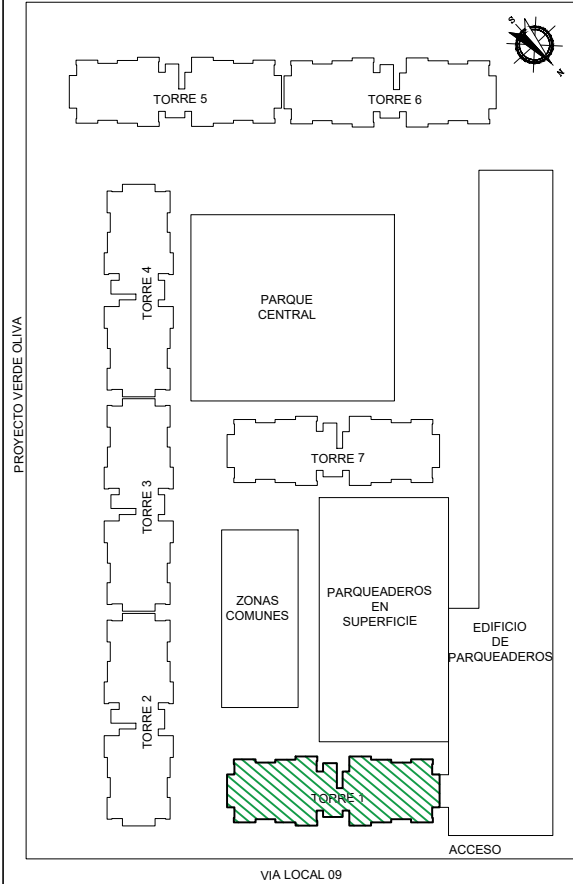 S
N
TORRE 5
TORRE 6
TORRE 4
PARQUE
CENTRAL
PROYECTO VERDE OLIVA
TORRE 7
TORRE 3
ZONAS
COMUNES
PARQUEADEROS
EN
SUPERFICIE
EDIFICIO
DE
PARQUEADEROS
TORRE 2
TORRE 1
ACCESO
VIA LOCAL 09